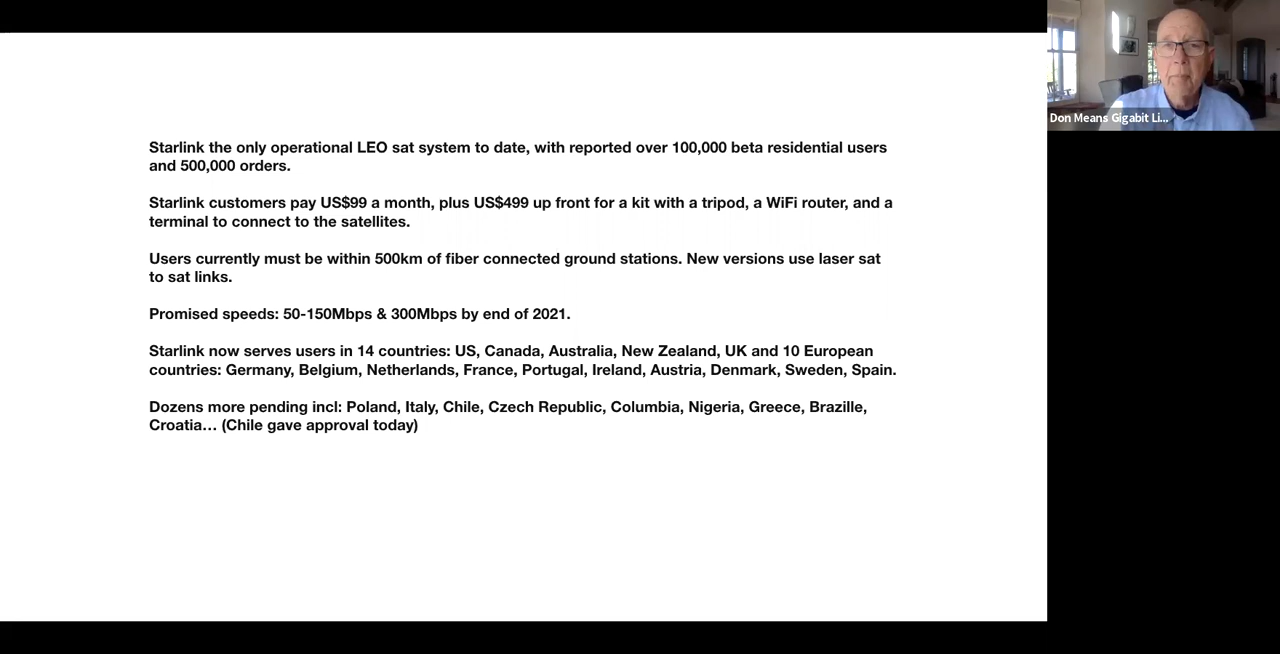 Starlink the only operational LEO sat system to date, with reported over 100,000 beta residential users
and 500,000 orders.
Starlink customers pay US$99 a month, plus US$499 up front for a kit with a tripod, a WiFi router, and a
terminal to connect to the satellites.
Users currently must be within 500km of fiber connected ground stations. New versions use laser sat
to sat links.
Promised speeds: 50-150Mbps & 300Mbps by end of 2021.
Starlink now serves users in 14 countries: US, Canada, Australia, New Zealand, UK and 10 European
countries: Germany, Belgium, Netherlands, France, Portugal, Ireland, Austria, Denmark, Sweden, Spain.
Dozens more pending incl: Poland, Italy, Chile, Czech Republic, Columbia, Nigeria, Greece, Brazille,
Croatia… (Chile gave approval today)
Don Means Gigabit Li...